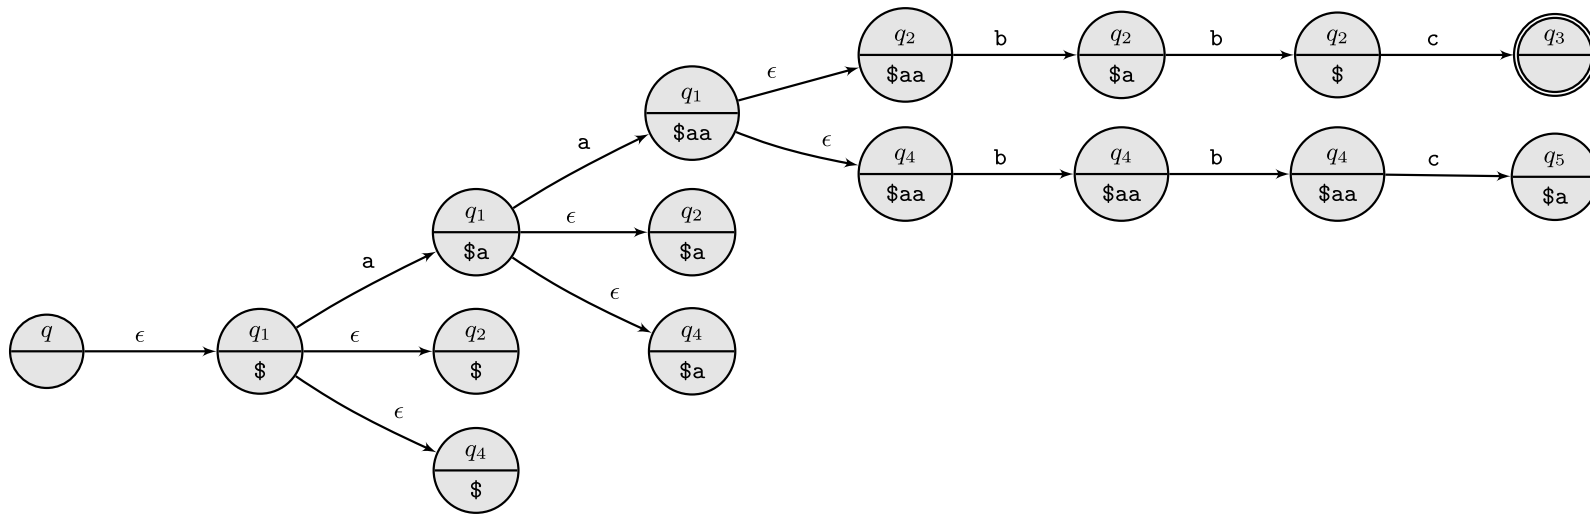 q₂ b q₂ b q₂ c q₃
$aa $a $
q₁ ϵ
$aa
q₄ b q₄ b q₄ c q₅
ϵ
$aa $aa $aa $a
a
q₁ ϵ q₂
$a $a
a ϵ
q ϵ q₁ ϵ q₂ q₄
$ $ $a
ϵ
q₄
$